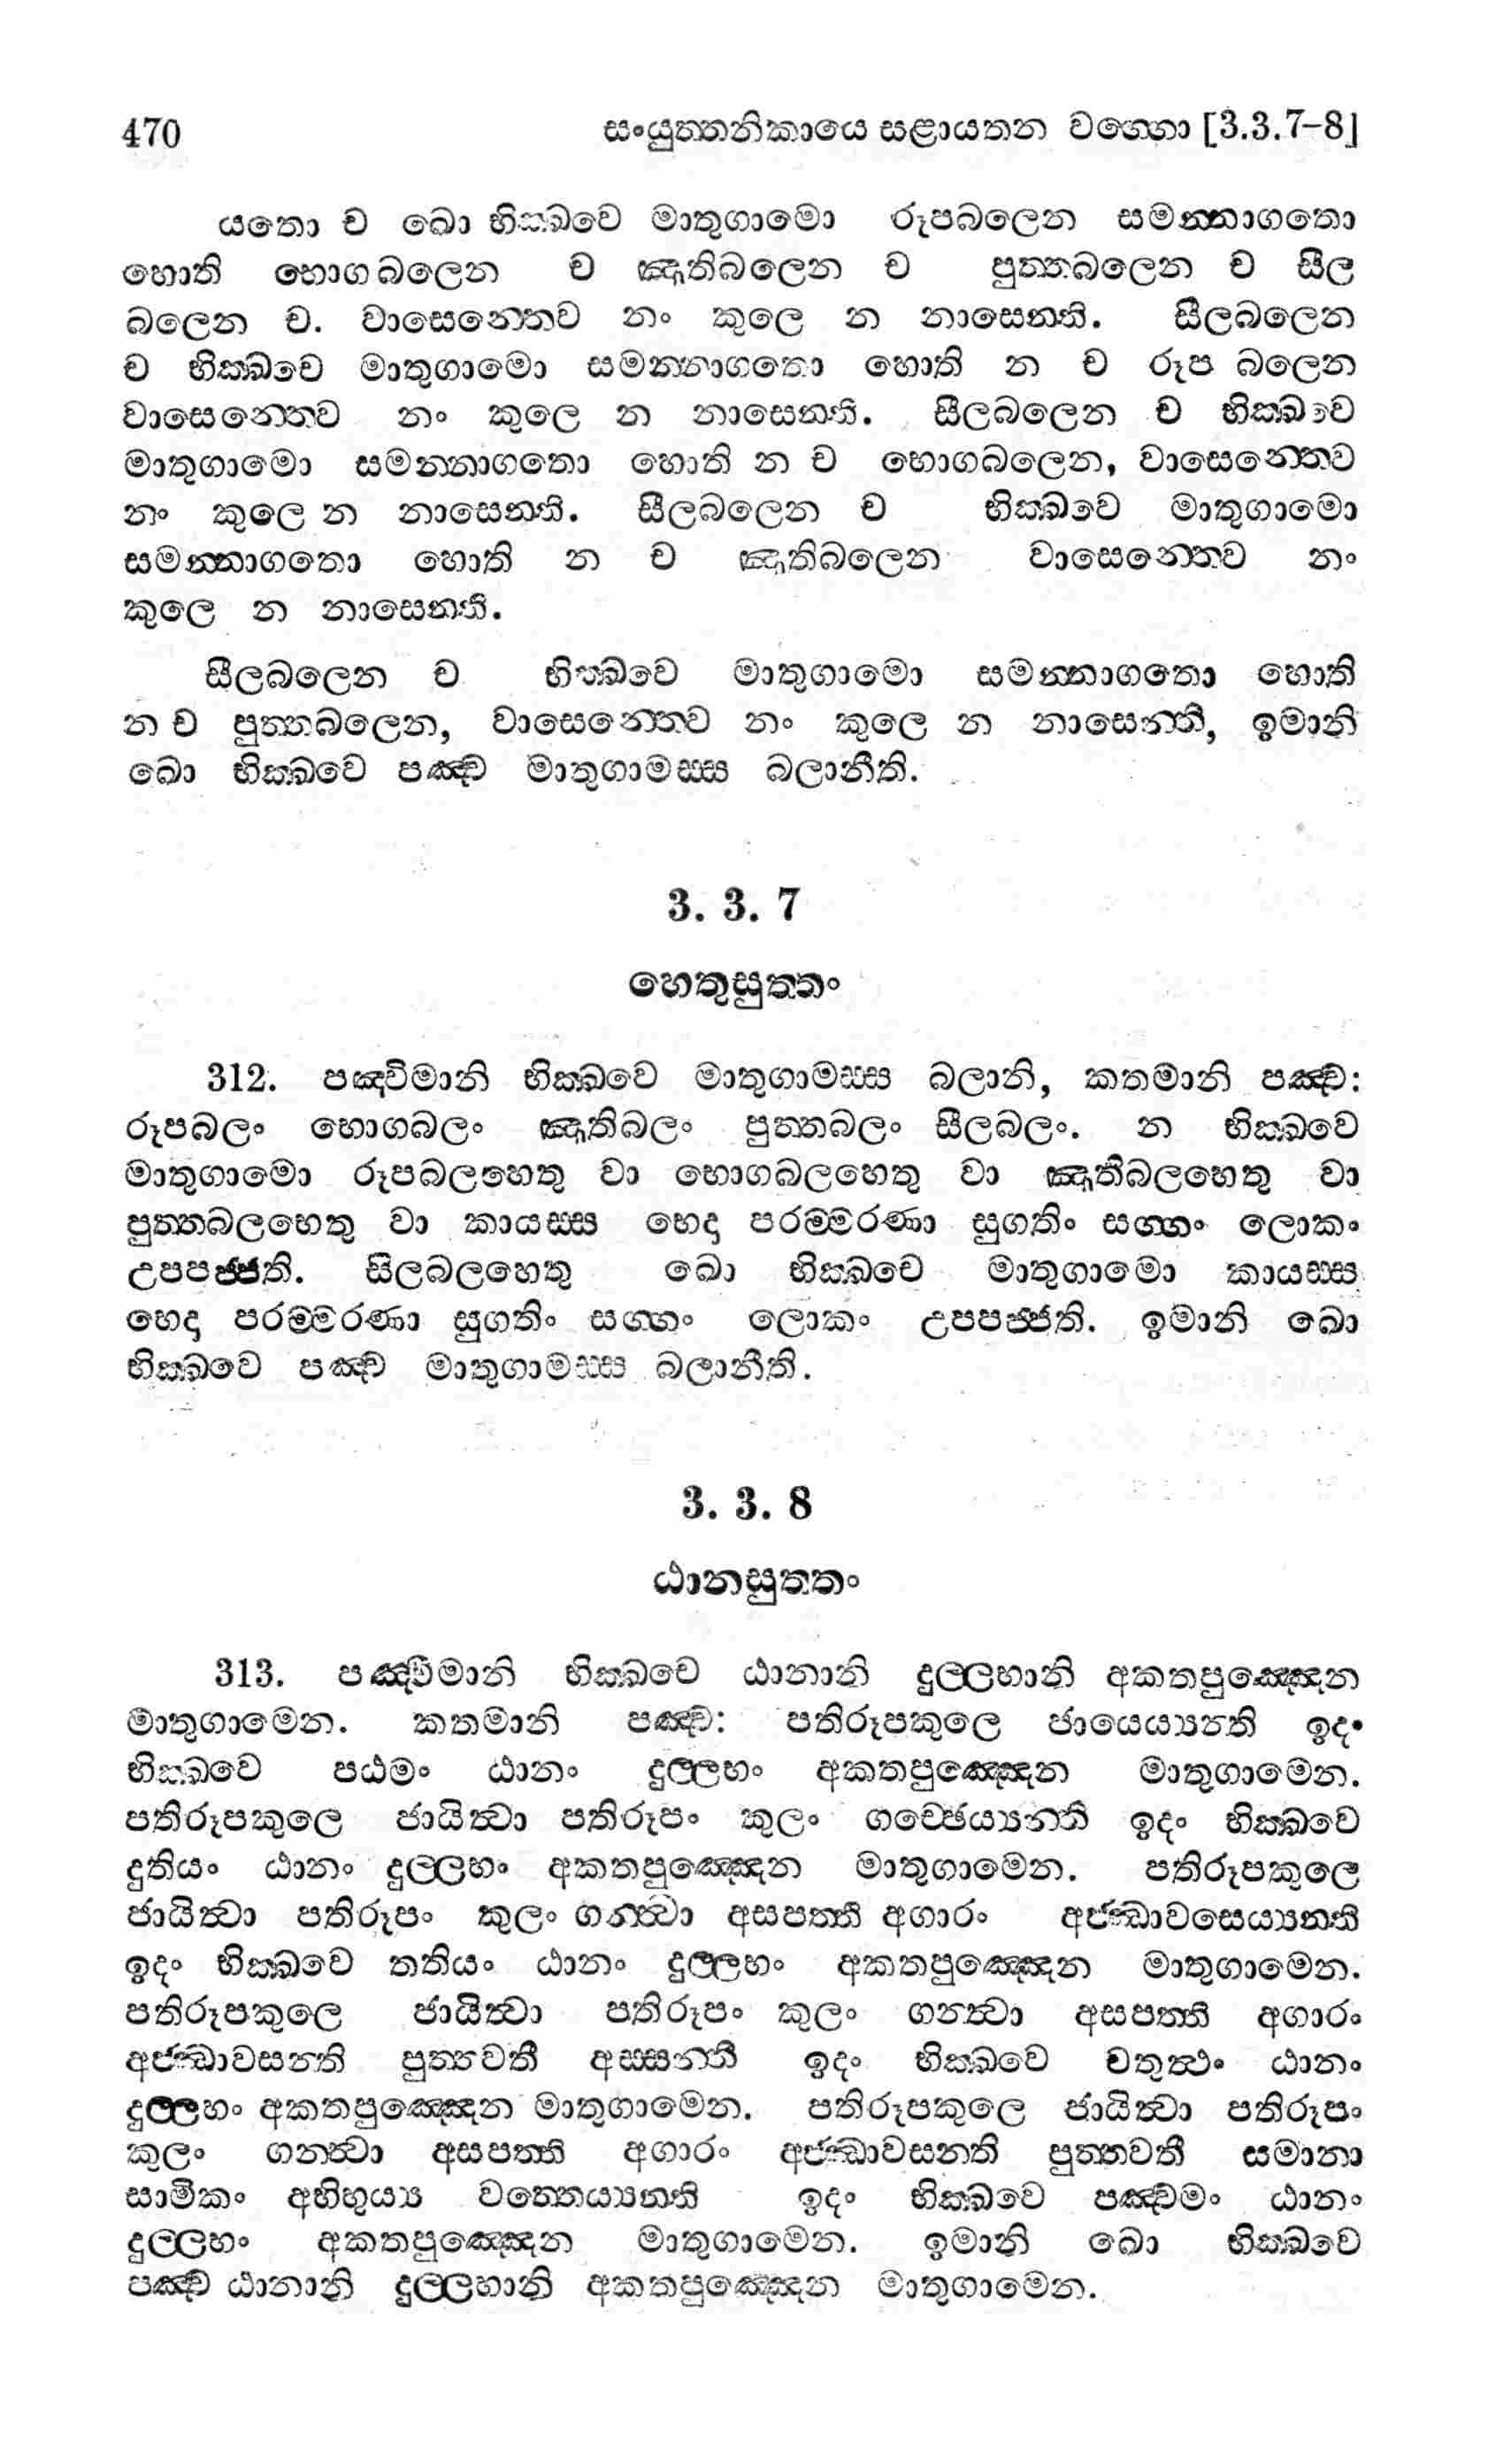 470 සංයුත්තනිකායෙ සළායතන වග්ගො [3.3.7–8]
යතො ච ඛො භික්ඛවෙ මාතුගාමො රූපබලෙන සමන්නාගතො
හොති භොගබලෙන ච ඤාතිබලෙන ච පුත්තබලෙන ච සීල
බලෙන ච. වාසෙන්තෙව නං කුලෙ න නාසෙන්ති. සීලබලෙන
ච භික්ඛවෙ මාතුගාමො සමන්නාගතො හොති න ච රූප බලෙන
වාසෙන්තෙව නං කුලෙ න නාසෙන්ති. සීලබලෙන ච භික්ඛවෙ
මාතුගාමො සමන්නාගතො හොති න ච භොගබලෙන, වාසෙන්තෙව
නං කුලෙ න නාසෙන්ති. සීලබලෙන ච භික්ඛවෙ මාතුගාමො
සමන්නාගතො හොති න ච ඤාතිබලෙන වාසෙන්තෙව නං
කුලෙ න නාසෙන්ති.
සීලබලෙන ච භික්ඛවෙ මාතුගාමො සමන්නාගතො හොති
න ච පුත්තබලෙන, වාසෙන්තෙව නං කුලෙ න නාසෙන්තී, ඉමානි
ඛො භික්ඛවෙ පඤ්ච මාතුගාමස්ස බලානීති.
3. 3. 7
හෙතුසුත්තං
312. පඤ්චිමානි භික්ඛවෙ මාතුගාමස්ස බලානි, කතමානි පඤ්ච:
රූපබලං භොගබලං ඤාතිබලං පුත්තබලං සීලබලං. න භික්ඛවෙ
මාතුගාමො රූපබලහෙතු වා භොගබලහෙතු වා ඤාතිබලහෙතු වා
පුත්තබලහෙතු වා කායස්ස භෙදා පරම්මරණා සුගතිං සග්ගං ලොකං
උපපජ්ජති. සීලබලහෙතු ඛො භික්ඛවෙ මාතුගාමො කායස්ස
භෙදා පරම්මරණා සුගතිං සග්ගං ලොකං උපපජ්ජති. ඉමානි ඛො
භික්ඛවෙ පඤ්ච මාතුගාමස්ස බලානීති.
3. 3. 8
ඨානසුත්තං
313. පඤ්චිමානි භික්ඛවෙ ඨානානි දුල්ලභානි අකතපුඤ්ඤෙන
මාතුගාමෙන. කතමානි පඤ්ච: පතිරූපකුලෙ ජායෙය්‍යන්ති ඉදං
භික්ඛවෙ පඨමං ඨානං දුල්ලභං අකතපුඤ්ඤෙන මාතුගාමෙන.
පතිරූපකුලෙ ජායිත්වා පතිරූපං කුලං ගච්ඡෙය්‍යන්ති ඉදං භික්ඛවෙ
දුතියං ඨානං දුල්ලභං අකතපුඤ්ඤෙන මාතුගාමෙන. පතිරූපකුලෙ
ජායිත්වා පතිරූපං කුලං ගන්ත්වා අසපත්ති අගාරං අජ්ඣාවසෙය්‍යන්ති
ඉදං භික්ඛවෙ තතියං ඨානං දුල්ලභං අකතපුඤ්ඤෙන මාතුගාමෙන.
පතිරූපකුලෙ ජායිත්වා පතිරූපං කුලං ගන්ත්වා අසපත්ති අගාරං
අජ්ඣාවසන්ති පුත්තවතී අස්සන්තී ඉදං භික්ඛවෙ චතුත්ථං ඨානං
දුල්ලභං අකතපුඤ්ඤෙන මාතුගාමෙන. පතිරූපකුලෙ ජායිත්වා පතිරූපං
කුලං ගන්ත්වා අසපත්ති අගාරං අජ්ඣාවසන්ති පුත්තවතී සමානා
සාමිකං අභිභුය්‍ය වත්තෙය්‍යන්ති ඉදං භික්ඛවෙ පඤ්චමං ඨානං
දුල්ලභං අකතපුඤ්ඤෙන මාතුගාමෙන. ඉමානි ඛො භික්ඛවෙ
පඤ්ච ඨානානි දුල්ලභානි අකතපුඤ්ඤෙන මාතුගාමෙන.